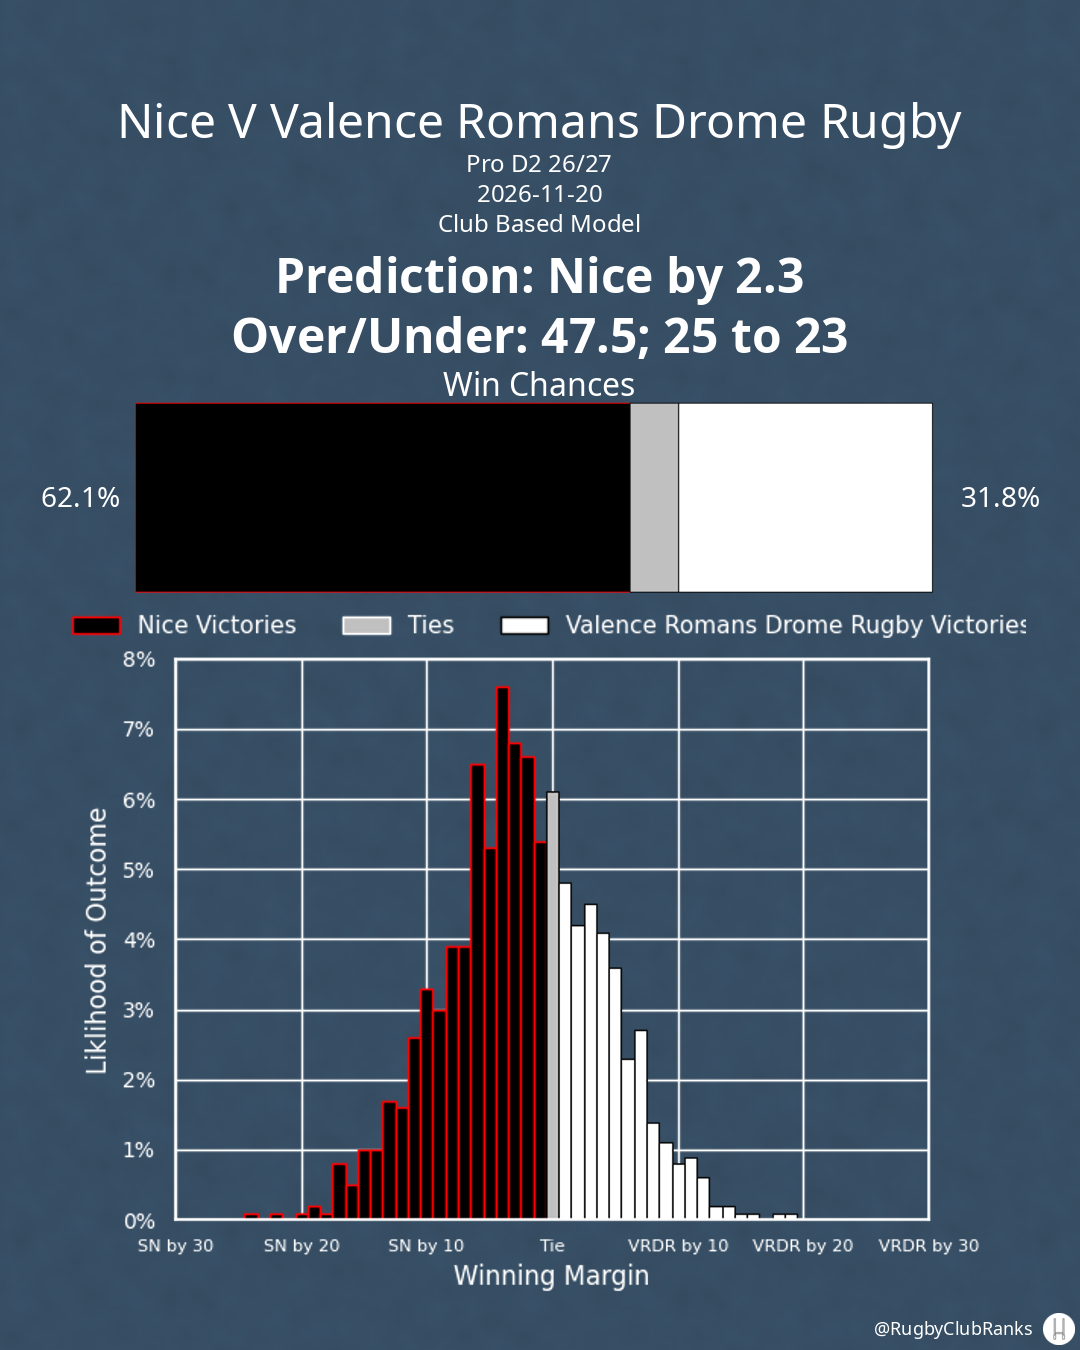 Nice V Valence Romans Drome Rugby
Pro D2 26/27
2026-11-20
Club Based Model
Prediction: Nice by 2.3
Over/Under: 47.5; 25 to 23
Win Chances
62.1%
31.8%
Nice Victories
Ties
Valence Romans Drome Rugby Victories
8%
7%
6%
5%
4%
3%
2%
1%
0%
Liklihood of Outcome
SN by 30
SN by 20
SN by 10
Tie
VRDR by 10
VRDR by 20
VRDR by 30
Winning Margin
@RugbyClubRanks